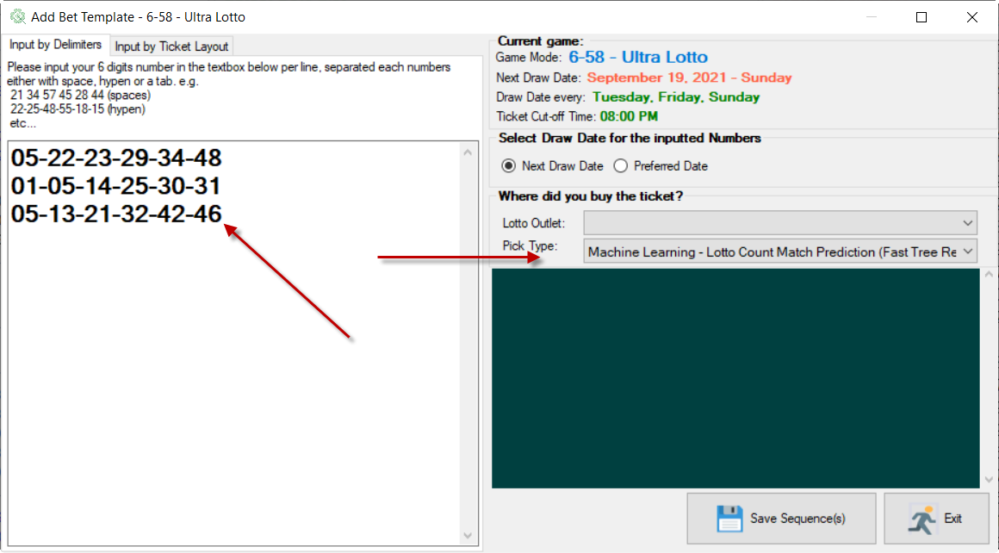 Add Bet Template - 6-58 - Ultra Lotto
Input by Delimiters
Input by Ticket Layout
Please input your 6 digits number in the textbox below per line, separated each numbers
either with space, hypen or a tab. e.g.
21 34 57 45 28 44 (spaces)
22-25-48-55-18-15 (hypen)
etc...
05-22-23-29-34-48
01-05-14-25-30-31
05-13-21-32-42-46
Current game:
Game Mode: 6-58 - Ultra Lotto
Next Draw Date: September 19, 2021 - Sunday
Draw Date every: Tuesday, Friday, Sunday
Ticket Cut-off Time: 08:00 PM
Select Draw Date for the inputted Numbers
Next Draw Date
Preferred Date
Where did you buy the ticket?
Lotto Outlet:
Pick Type:
Machine Learning - Lotto Count Match Prediction (Fast Tree Re
Save Sequence(s)
Exit